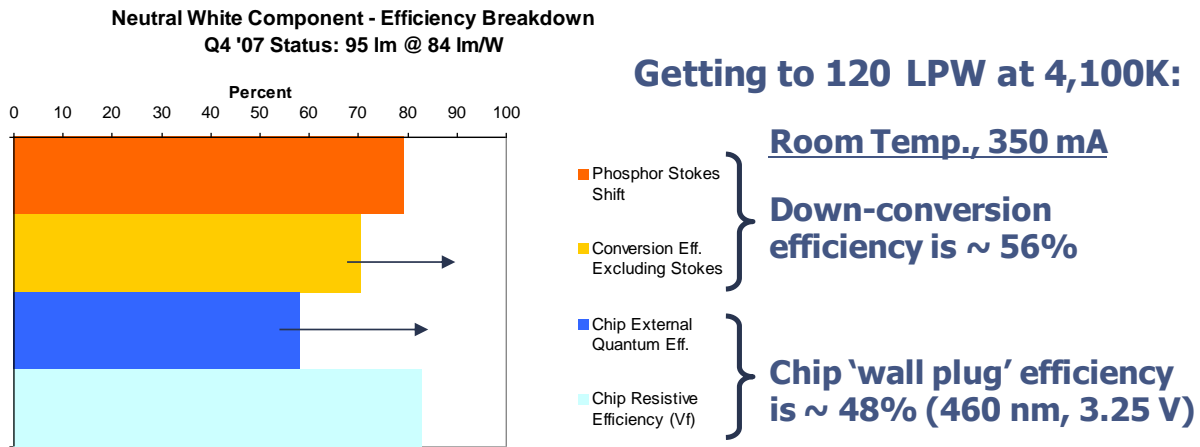 Neutral White Component - Efficiency Breakdown
Q4 '07 Status: 95 lm @ 84 lm/W
Percent
0 10 20 30 40 50 60 70 80 90 100
Phosphor Stokes
Shift
Conversion Eff.
Excluding Stokes
Chip External
Quantum Eff.
Chip Resistive
Efficiency (Vf)
Getting to 120 LPW at 4,100K:
Room Temp., 350 mA
Down-conversion
efficiency is ~ 56%
Chip ‘wall plug’ efficiency
is ~ 48% (460 nm, 3.25 V)